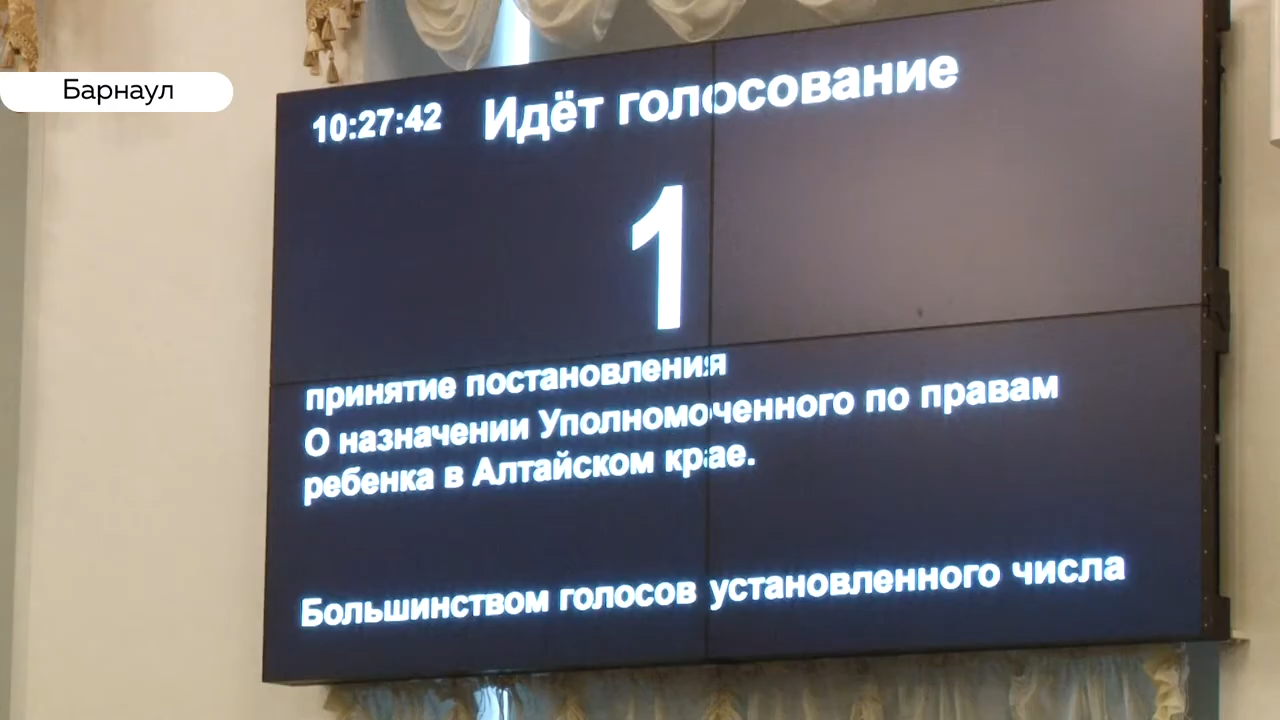 Барнаул
10:27:42 Идёт голосование
1
принятие постановления
О назначении Уполномоченного по правам
ребенка в Алтайском крае.
Большинством голосов установленного числа